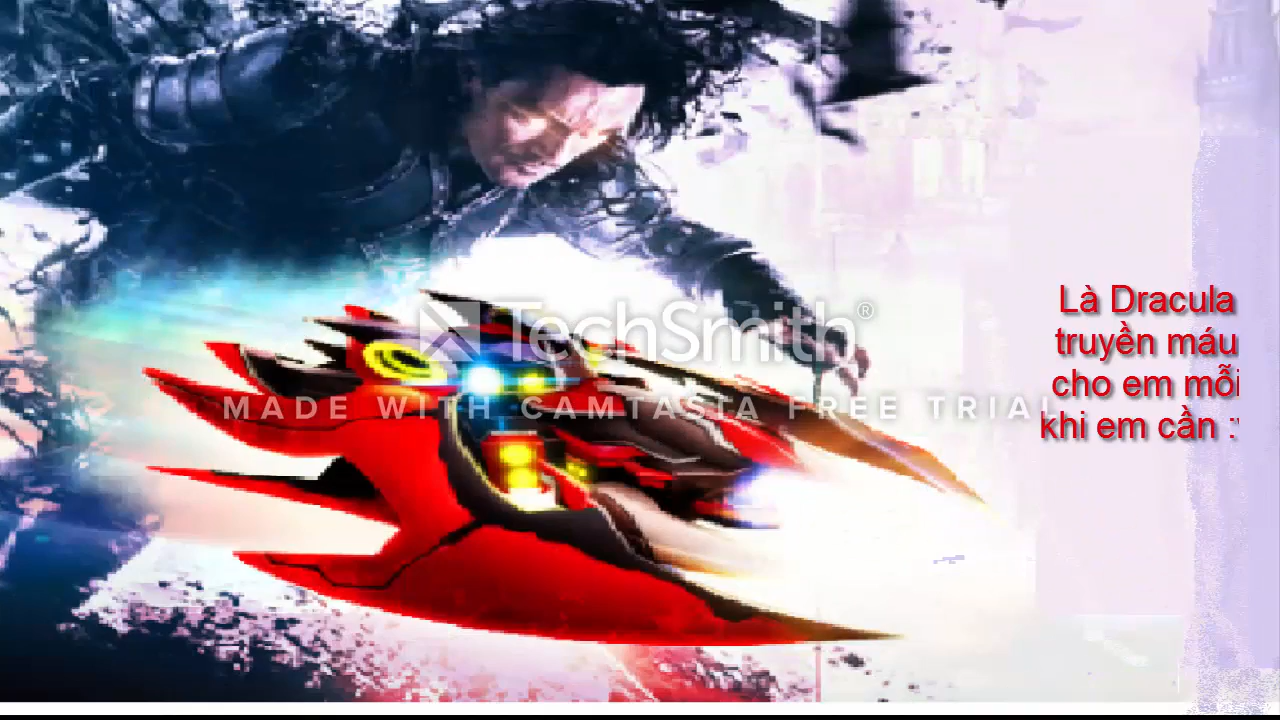 TechSmith®
MADE WITH CAMTASIA FREE TRIAL
Là Dracula
truyền máu
cho em mỗi
khi em cần :